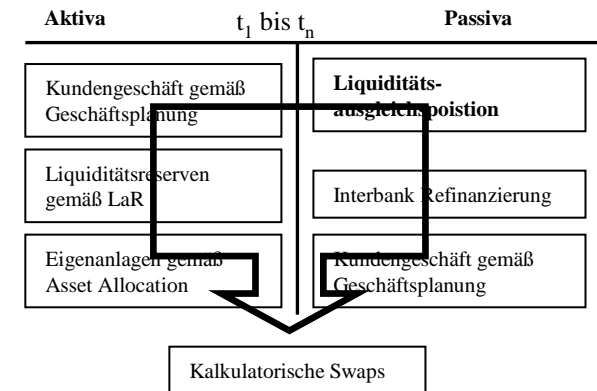 Aktiva t1 bis tn Passiva
Kundengeschäft gemäß
Geschäftsplanung
Liquiditätsreserven
gemäß LaR
Eigenanlagen gemäß
Asset Allocation
Liquiditäts-
ausgleichspoistion
Interbank Refinanzierung
Kundengeschäft gemäß
Geschäftsplanung
Kalkulatorische Swaps